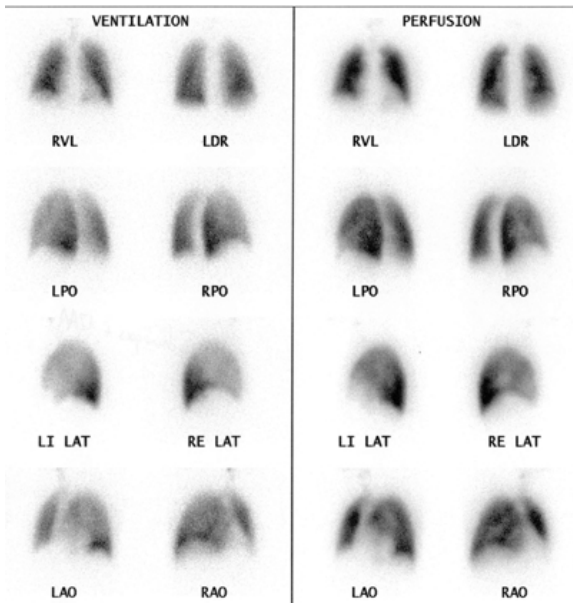 VENTILATION PERFUSION
RVL LDR RVL LDR
LPO RPO LPO RPO
LI LAT RE LAT LI LAT RE LAT
LAO RAO LAO RAO